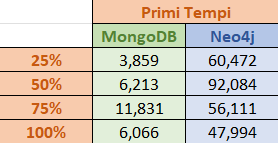 Primi Tempi
MongoDB Neo4j
25% 3,859 60,472
50% 6,213 92,084
75% 11,831 56,111
100% 6,066 47,994